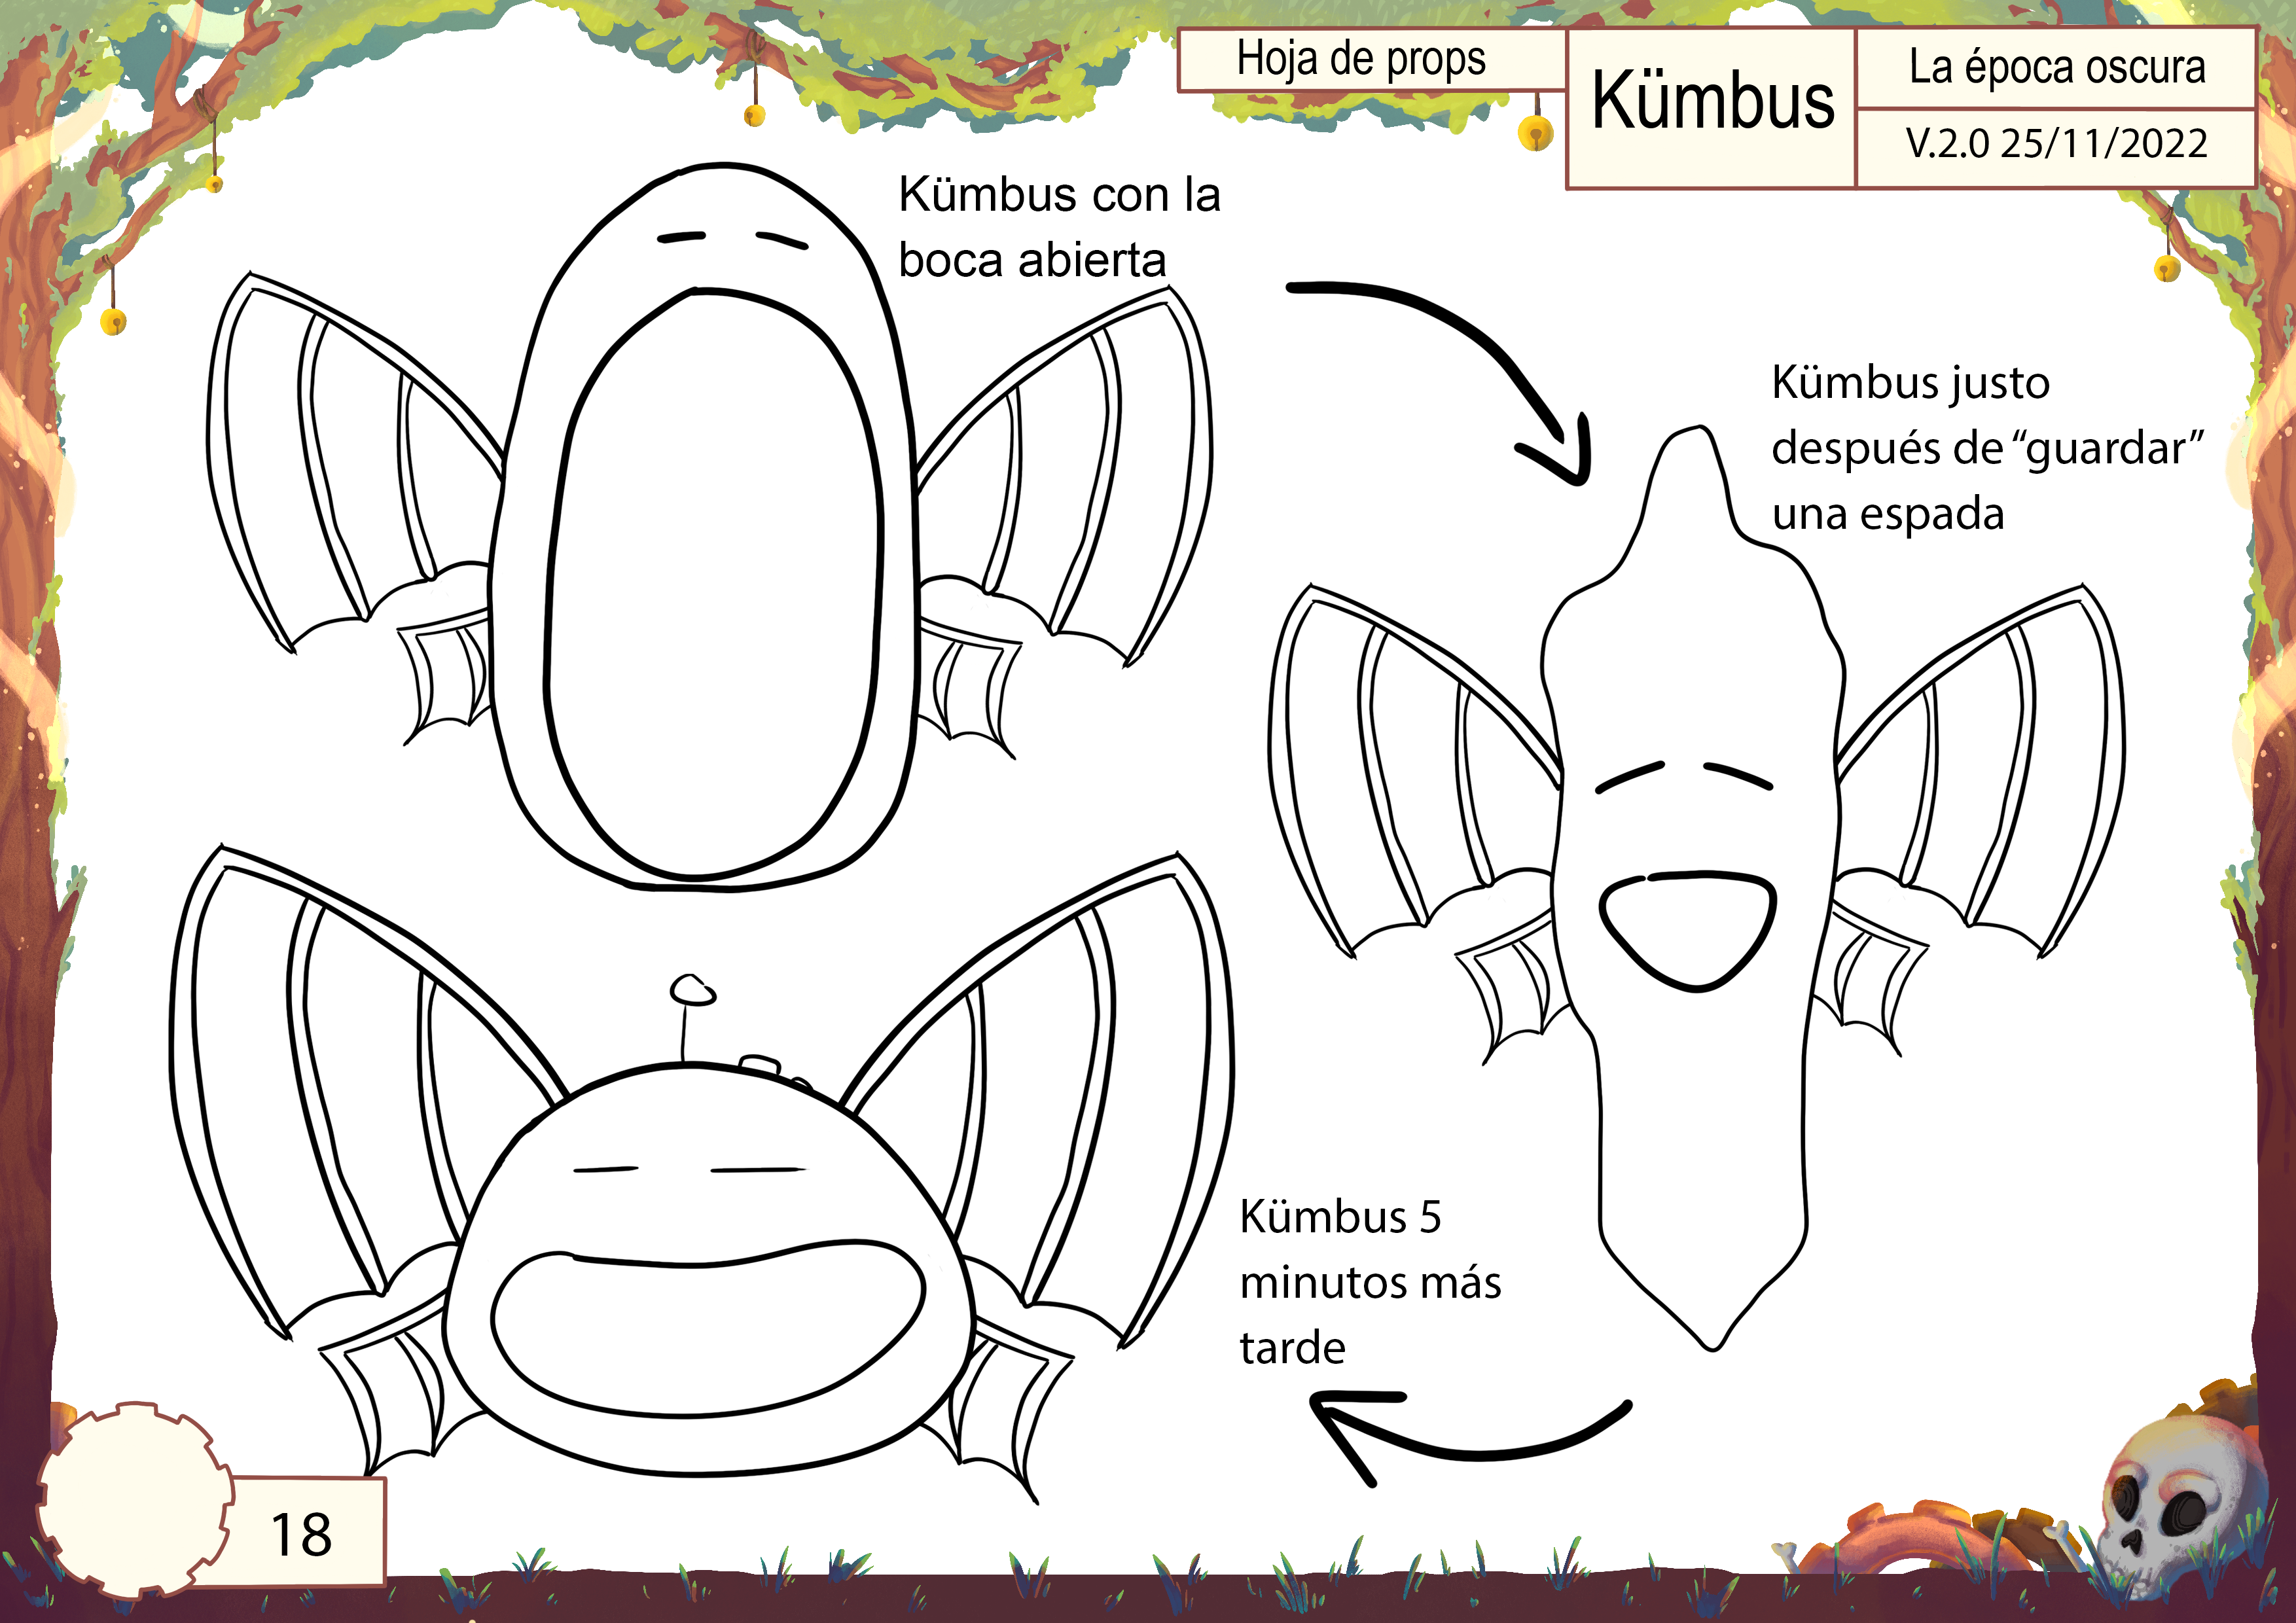 Hoja de props
Kümbus
La época oscura
V.2.0 25/11/2022
Kümbus con la
boca abierta
Kümbus justo
después de “guardar”
una espada
Kümbus 5
minutos más
tarde
18